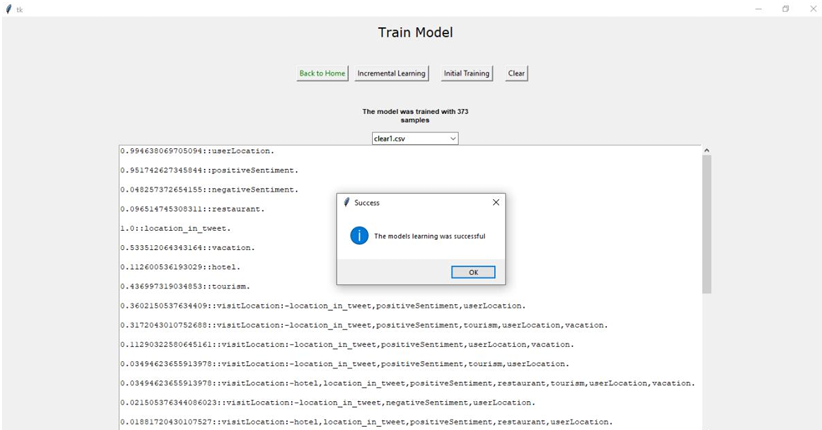 tk
Train Model
Back to Home Incremental Learning Initial Training Clear
The model was trained with 373
samples
clear1.csv
0.994638069705094::userLocation.
0.951742627345844::positiveSentiment.
0.048257372654155::negativeSentiment.
0.096514745308311::restaurant.
1.0::location_in_tweet.
0.533512064343164::vacation.
0.112600536193029::hotel.
0.436997319034853::tourism.
0.3602150537634409::visitLocation:-location_in_tweet,positiveSentiment,userLocation.
0.3172043010752688::visitLocation:-location_in_tweet,positiveSentiment,tourism,userLocation,vacation.
0.11290322580645161::visitLocation:-location_in_tweet,positiveSentiment,userLocation,vacation.
0.03494623655913978::visitLocation:-location_in_tweet,positiveSentiment,tourism,userLocation.
0.03494623655913978::visitLocation:-hotel,location_in_tweet,positiveSentiment,restaurant,tourism,userLocation,vacation.
0.021505376344086023::visitLocation:-location_in_tweet,negativeSentiment,userLocation.
0.01881720430107527::visitLocation:-hotel,location_in_tweet,positiveSentiment,restaurant,userLocation.
Success
The models learning was successful
OK